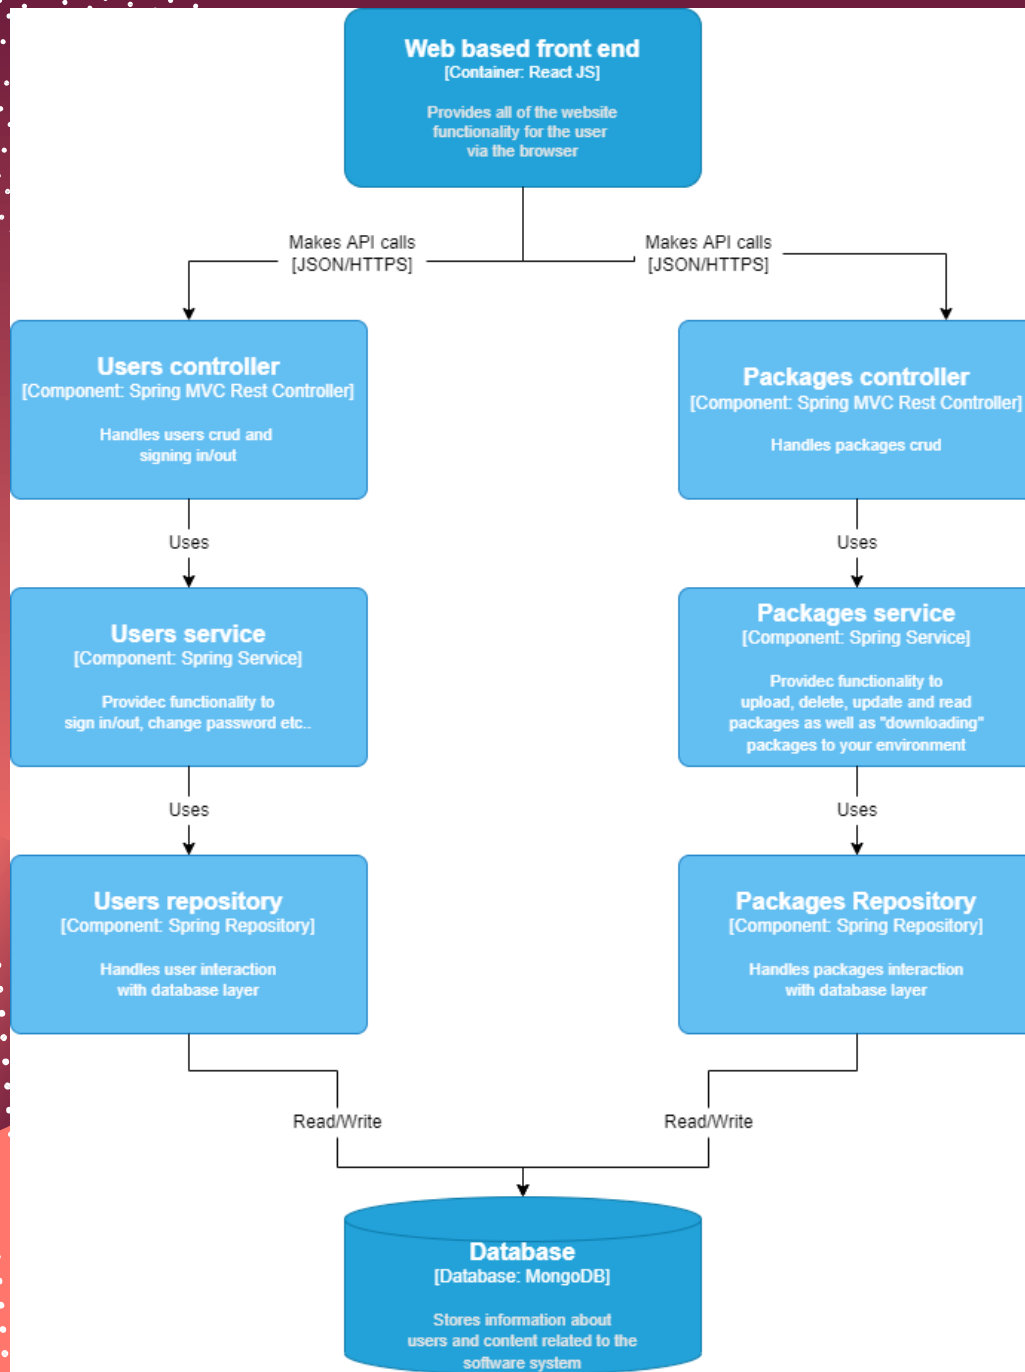 Web based front end
[Container: React JS]
Provides all of the website
functionality for the user
via the browser
Makes API calls
[JSON/HTTPS]
Makes API calls
[JSON/HTTPS]
Users controller
[Component: Spring MVC Rest Controller]
Handles users crud and
signing in/out
Packages controller
[Component: Spring MVC Rest Controller]
Handles packages crud
Uses
Uses
Users service
[Component: Spring Service]
Providec functionality to
sign in/out, change password etc..
Packages service
[Component: Spring Service]
Providec functionality to
upload, delete, update and read
packages as well as "downloading"
packages to your environment
Uses
Uses
Users repository
[Component: Spring Repository]
Handles user interaction
with database layer
Packages Repository
[Component: Spring Repository]
Handles packages interaction
with database layer
Read/Write
Read/Write
Database
[Database: MongoDB]
Stores information about
users and content related to the
software system